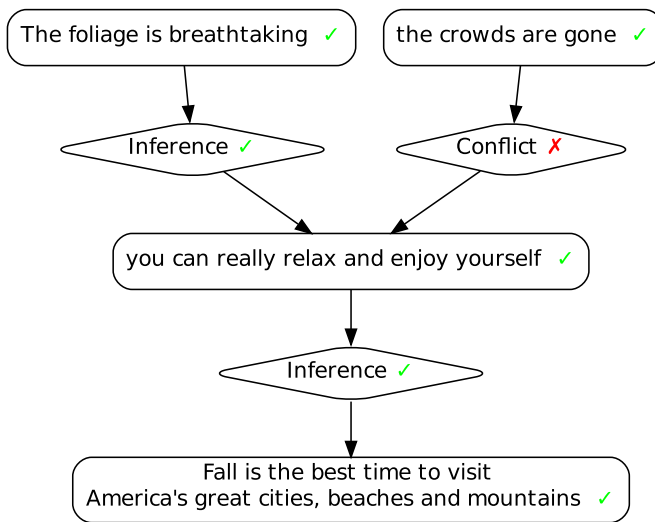 The foliage is breathtaking ✓
the crowds are gone ✓
Inference ✓
Conflict ✗
you can really relax and enjoy yourself ✓
Inference ✓
Fall is the best time to visit
America's great cities, beaches and mountains ✓